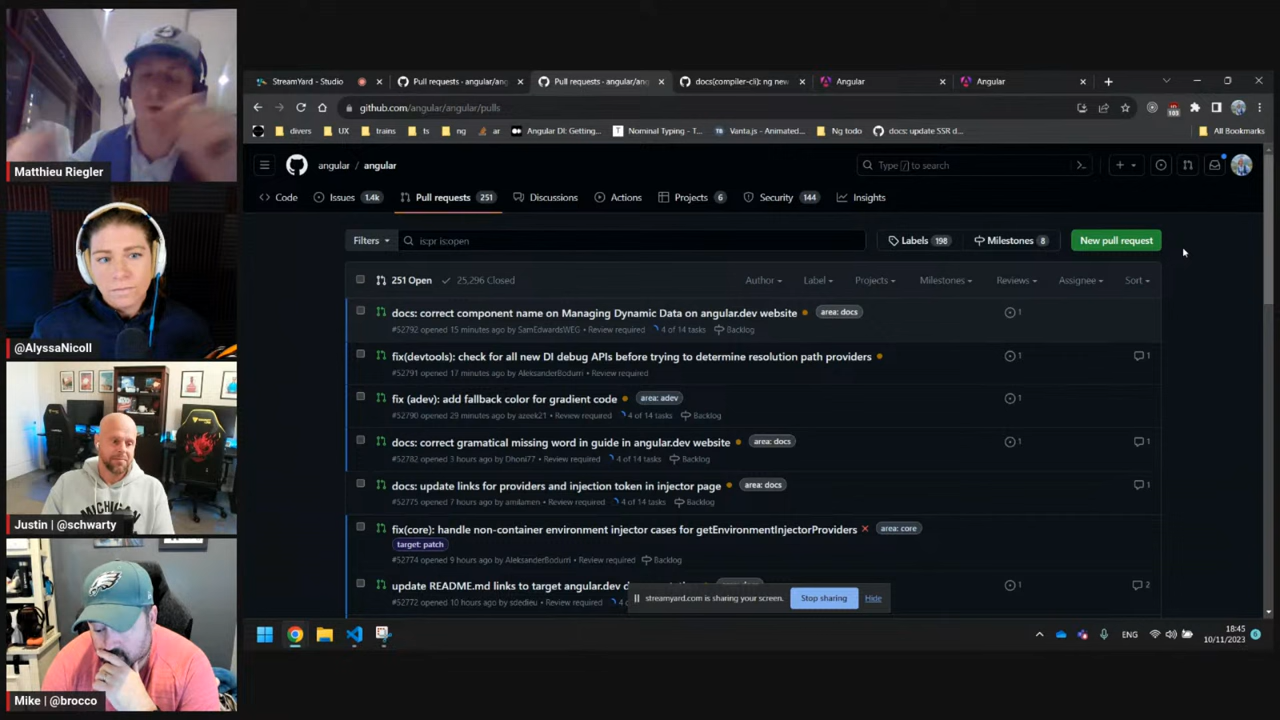 Matthieu Riegler
@AlyssaNicoll
Justin | @schwarty
Mike | @brocco
StreamYard - Studio
Pull requests · angular/ang
Pull requests · angular/ang
docs(compiler-cli): ng new
Angular
Angular
github.com/angular/angular/pulls
divers
UX
trains
ts
ng
ar
Angular DI: Getting...
Nominal Typing - T...
Vanta.js - Animated...
Ng todo
docs: update SSR d...
All Bookmarks
angular / angular
Type [/] to search
Code
Issues 1.4k
Pull requests 251
Discussions
Actions
Projects 6
Security 144
Insights
Filters
is:pr is:open
Labels 198
Milestones 8
New pull request
251 Open
25,296 Closed
Author
Label
Projects
Milestones
Reviews
Assignee
Sort
docs: correct component name on Managing Dynamic Data on angular.dev website area: docs
1
#52792 opened 15 minutes ago by SamEdwardsWEG • Review required 4 of 14 tasks Backlog
fix(devtools): check for all new DI debug APIs before trying to determine resolution path providers
1
1
#52791 opened 17 minutes ago by AleksanderBodurri • Review required
fix (adev): add fallback color for gradient code area: adev
1
#52790 opened 29 minutes ago by azeek21 • Review required 4 of 14 tasks Backlog
docs: correct gramatical missing word in guide in angular.dev website area: docs
1
1
#52782 opened 3 hours ago by Dhoni77 • Review required 4 of 14 tasks Backlog
docs: update links for providers and injection token in injector page area: docs
1
#52775 opened 7 hours ago by amilamen • Review required 4 of 14 tasks Backlog
fix(core): handle non-container environment injector cases for getEnvironmentInjectorProviders area: core
target: patch
#52774 opened 9 hours ago by AleksanderBodurri • Review required Backlog
update README.md links to target angular.dev
1
2
#52772 opened 10 hours ago by sdedieu • Review required
streamyard.com is sharing your screen.
Stop sharing
Hide
ENG
18:45
10/11/2023
6